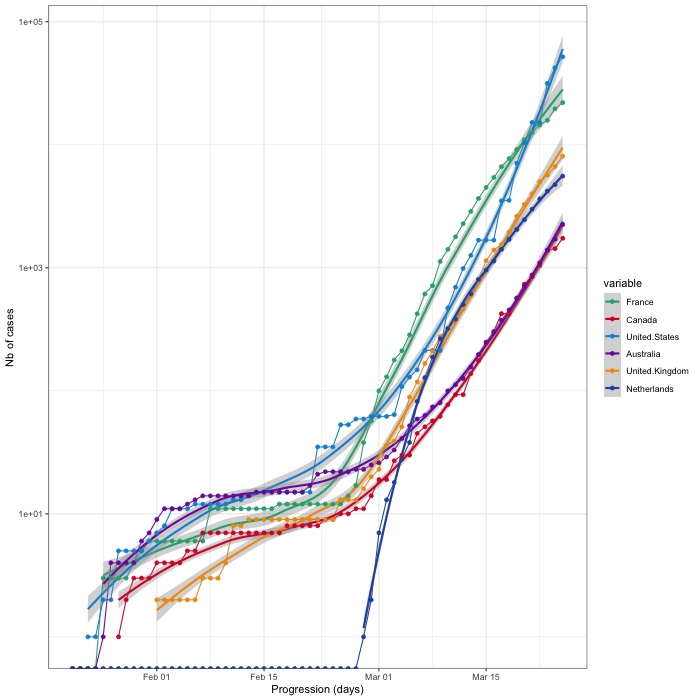 1e+05
1e+03
1e+01
Nb of cases
Feb 01
Feb 15
Mar 01
Mar 15
Progression (days)
variable
France
Canada
United.States
Australia
United.Kingdom
Netherlands